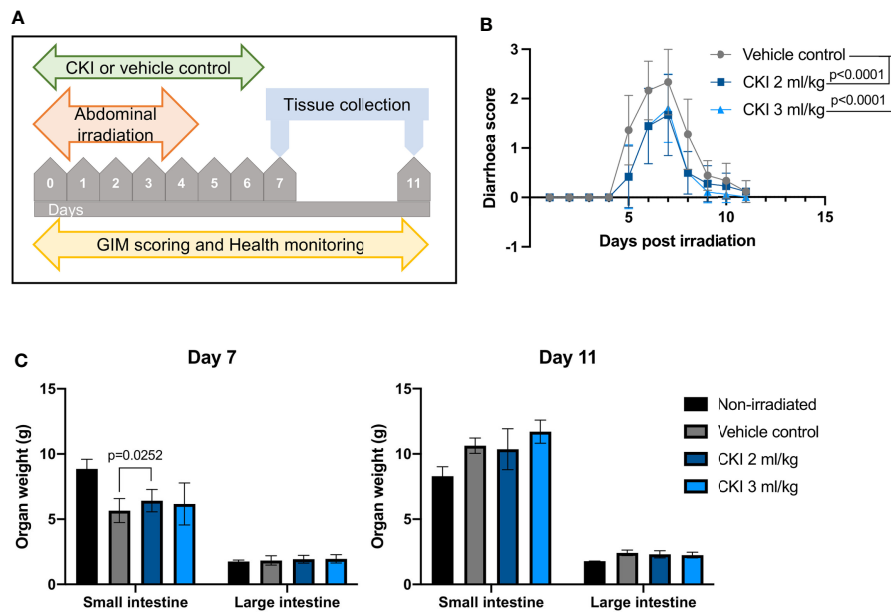 A
CKI or vehicle control
Abdominal
irradiation
Tissue collection
0 1 2 3 4 5 6 7 11
Days
GIM scoring and Health monitoring
B
Diarrhoea score
3
2
1
0
-1
5 10 15
Days post irradiation
Vehicle control
CKI 2 ml/kg
CKI 3 ml/kg
p<0.0001
p<0.0001
C
Day 7
Organ weight (g)
15
10
5
0
p=0.0252
Small intestine Large intestine
Day 11
Organ weight (g)
15
10
5
0
Small intestine Large intestine
Non-irradiated
Vehicle control
CKI 2 ml/kg
CKI 3 ml/kg